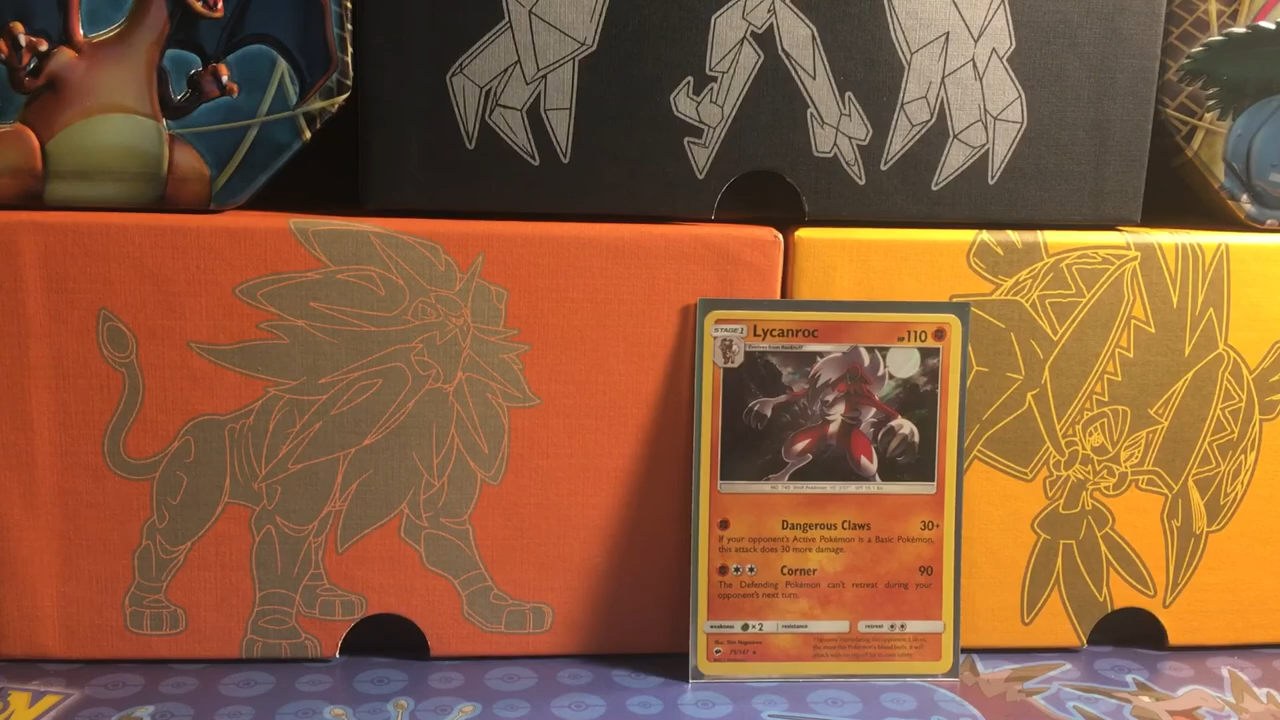 STAGE 1
Lycanroc
HP110
Evolves from Rockruff
Dangerous Claws 30+
If your opponent's Active Pokémon is a Basic Pokémon,
this attack does 30 more damage.
Corner 90
The Defending Pokémon can't retreat during your
opponent's next turn.
weakness ×2 resistance retreat
75/147